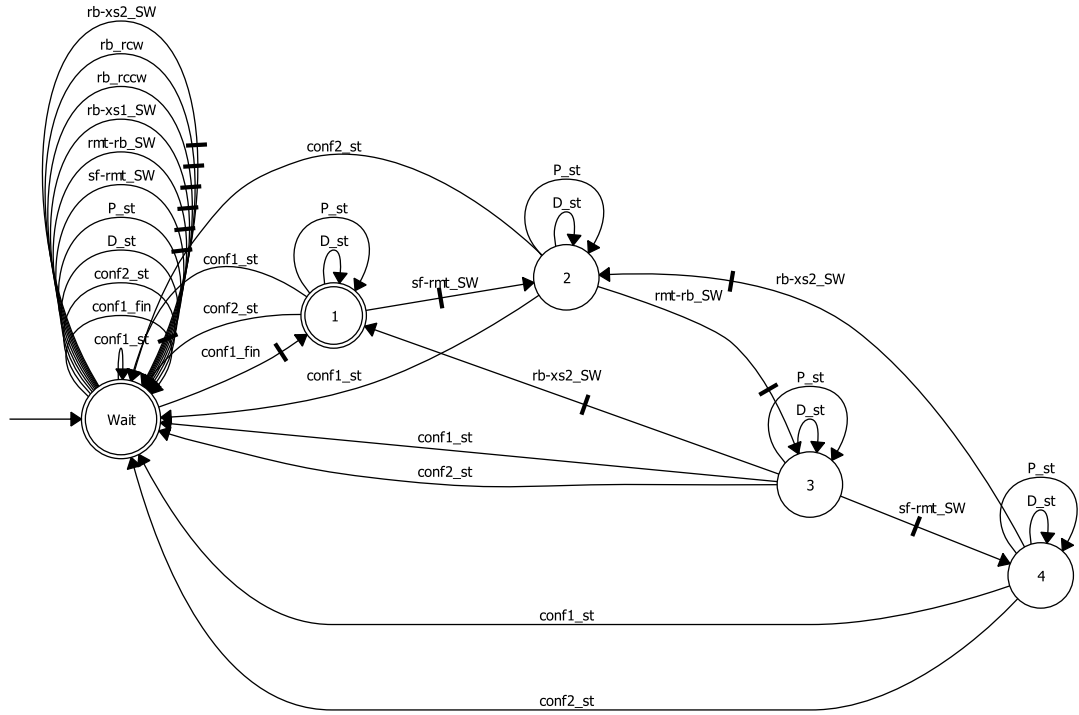 rb-xs2_SW
rb_rcw
rb_rccw
rb-xs1_SW
rmt-rb_SW
sf-rmt_SW
P_st
D_st
conf2_st
conf1_fin
conf1_st
Wait
conf2_st
conf1_st
conf2_st
conf1_fin
P_st
D_st
1
sf-rmt_SW
P_st
D_st
2
rmt-rb_SW
rb-xs2_SW
conf1_st
rb-xs2_SW
conf1_st
conf2_st
P_st
D_st
3
sf-rmt_SW
P_st
D_st
4
conf1_st
conf2_st